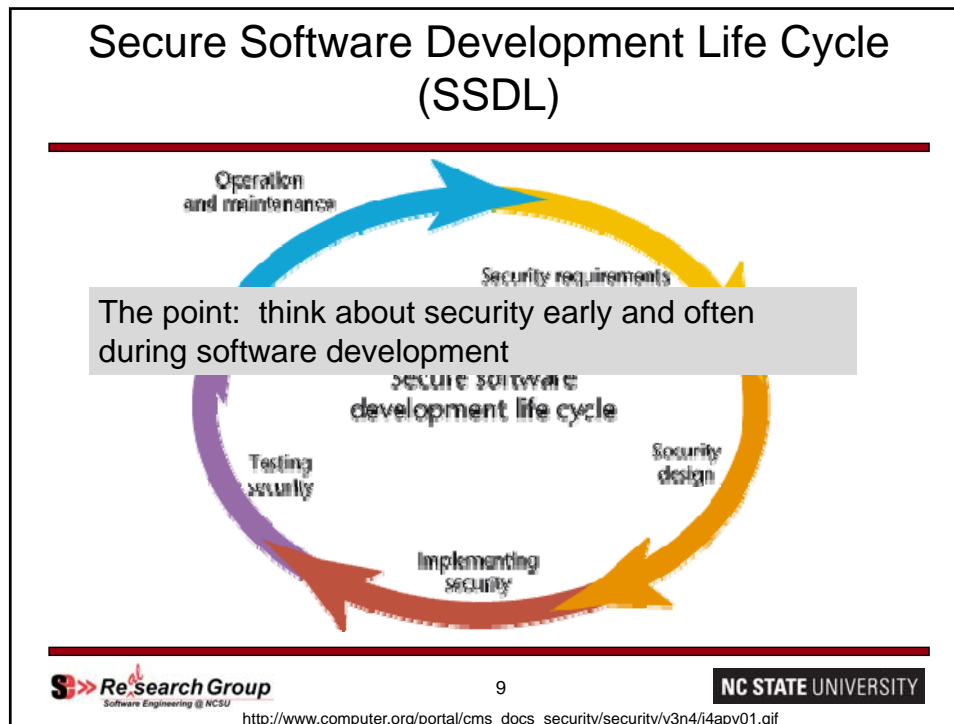 Secure Software Development Life Cycle
(SSDL)
Operation
and maintenance
Security requirements
The point:  think about security early and often
during software development
Secure software
development life cycle
Testing
security
Security
design
Implementing
security
Realsearch Group
Software Engineering @ NCSU
9
NC STATE UNIVERSITY
http://www.computer.org/portal/cms_docs_security/security/v3n4/j4apv01.gif